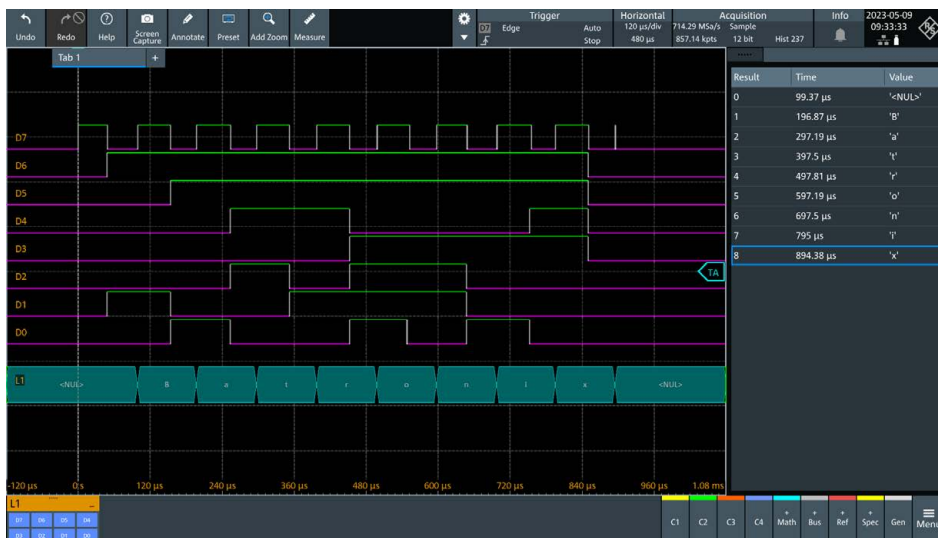 Undo Redo Help Screen Capture Annotate Preset Add Zoom Measure
Trigger
D7 Edge Auto
Stop
Horizontal
120 µs/div
480 µs
Acquisition
714.29 MSa/s Sample
857.14 kpts 12 bit Hist 237
Info
2023-05-09
09:33:33
Tab 1 +
D7
D6
D5
D4
D3
D2
D1
D0
TA
L1 <NUL> B a t r o n i x <NUL>
-120 µs 0 s 120 µs 240 µs 360 µs 480 µs 600 µs 720 µs 840 µs 960 µs 1.08 ms
Result Time Value
0 99.37 µs '<NUL>'
1 196.87 µs 'B'
2 297.19 µs 'a'
3 397.5 µs 't'
4 497.81 µs 'r'
5 597.19 µs 'o'
6 697.5 µs 'n'
7 795 µs 'i'
8 894.38 µs 'x'
L1
D7 D6 D5 D4
D3 D2 D1 D0
C1 C2 C3 C4 + Math + Bus + Ref + Spec Gen Menu